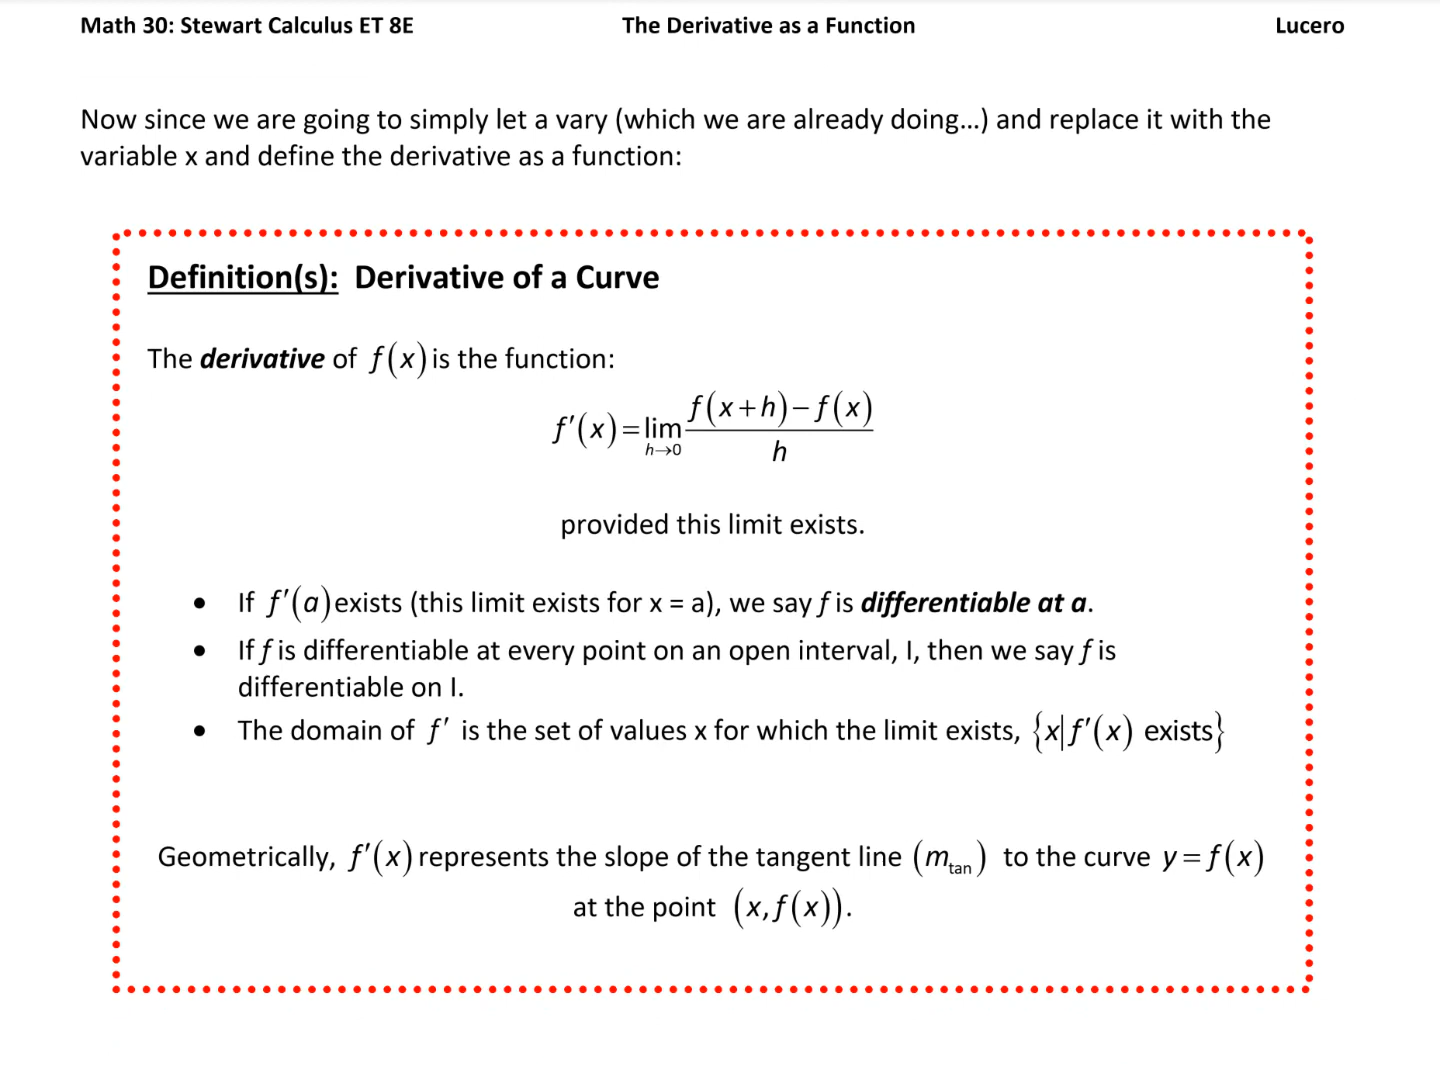 Math 30: Stewart Calculus ET 8E The Derivative as a Function Lucero
Now since we are going to simply let a vary (which we are already doing...) and replace it with the
variable x and define the derivative as a function:
Definition(s): Derivative of a Curve
The derivative of f(x) is the function:
f′(x) = lim h→0 f(x+h)−f(x) / h
provided this limit exists.
• If f′(a) exists (this limit exists for x = a), we say f is differentiable at a.
• If f is differentiable at every point on an open interval, I, then we say f is
differentiable on I.
• The domain of f′ is the set of values x for which the limit exists, {x|f′(x) exists}
Geometrically, f′(x) represents the slope of the tangent line (m_tan) to the curve y = f(x)
at the point (x, f(x)).